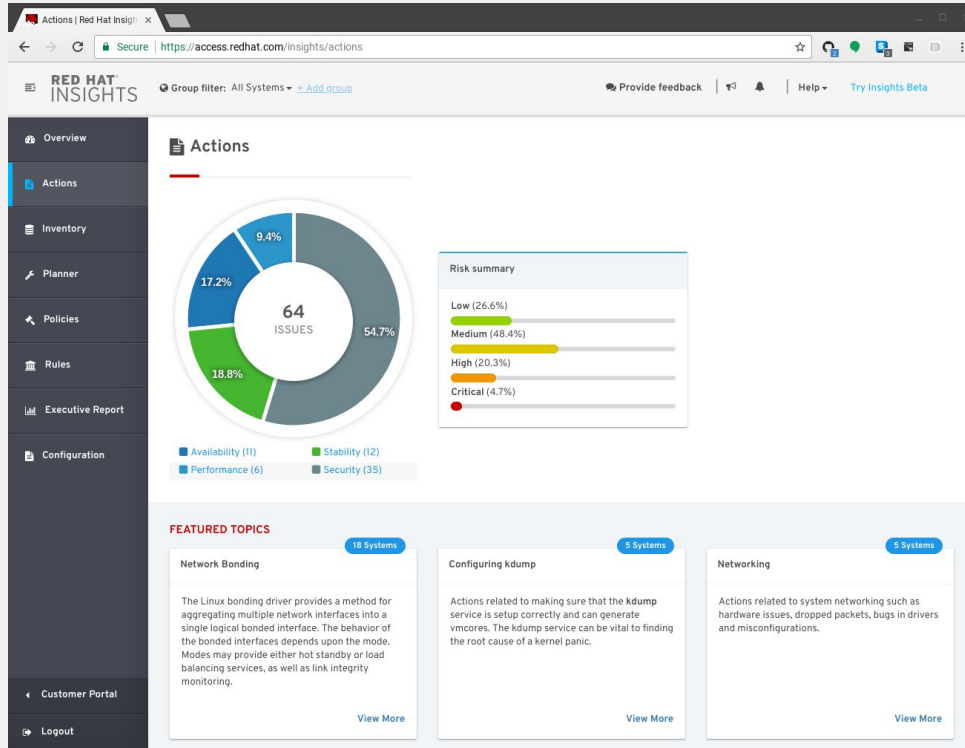 Actions | Red Hat Insigh
Secure | https://access.redhat.com/insights/actions
RED HAT
INSIGHTS
Group filter: All Systems + Add group
Provide feedback
Help
Try Insights Beta
Overview
Actions
Inventory
Planner
Policies
Rules
Executive Report
Configuration
Customer Portal
Logout
Actions
9.4%
17.2%
54.7%
18.8%
64
ISSUES
Availability (11)
Stability (12)
Performance (6)
Security (35)
Risk summary
Low (26.6%)
Medium (48.4%)
High (20.3%)
Critical (4.7%)
FEATURED TOPICS
18 Systems
Network Bonding
The Linux bonding driver provides a method for
aggregating multiple network interfaces into a
single logical bonded interface. The behavior of
the bonded interfaces depends upon the mode.
Modes may provide either hot standby or load
balancing services, as well as link integrity
monitoring.
View More
5 Systems
Configuring kdump
Actions related to making sure that the kdump
service is setup correctly and can generate
vmcores. The kdump service can be vital to finding
the root cause of a kernel panic.
View More
5 Systems
Networking
Actions related to system networking such as
hardware issues, dropped packets, bugs in drivers
and misconfigurations.
View More